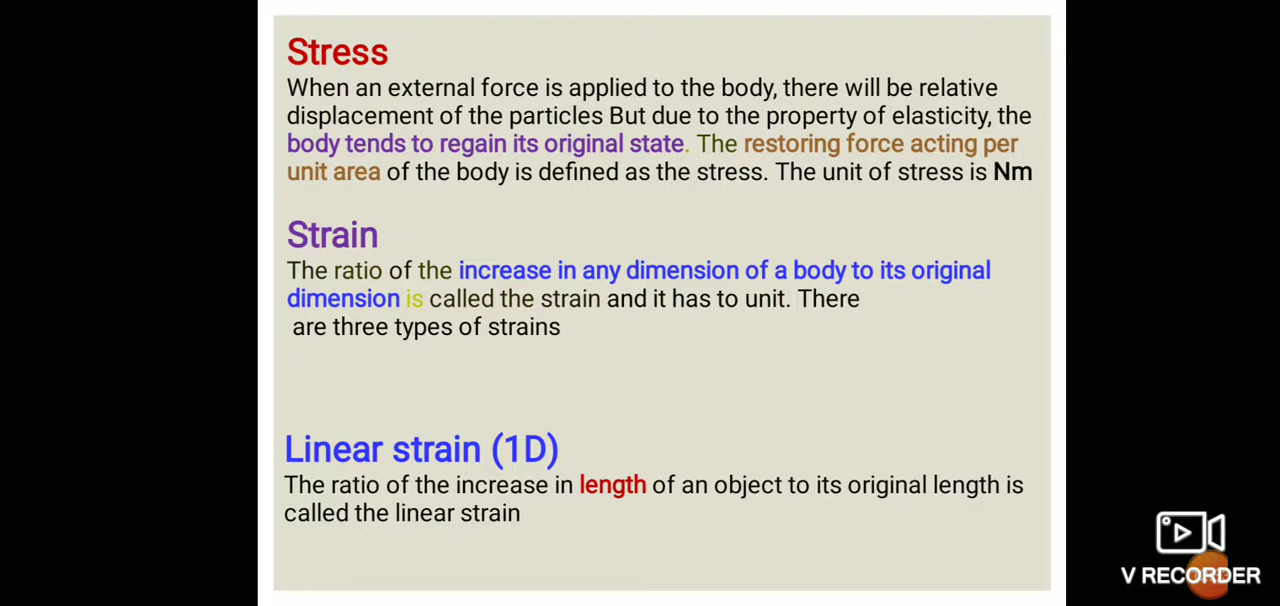 Stress
When an external force is applied to the body, there will be relative
displacement of the particles But due to the property of elasticity, the
body tends to regain its original state. The restoring force acting per
unit area of the body is defined as the stress. The unit of stress is Nm
Strain
The ratio of the increase in any dimension of a body to its original
dimension is called the strain and it has to unit. There
are three types of strains
Linear strain (1D)
The ratio of the increase in length of an object to its original length is
called the linear strain
V RECORDER